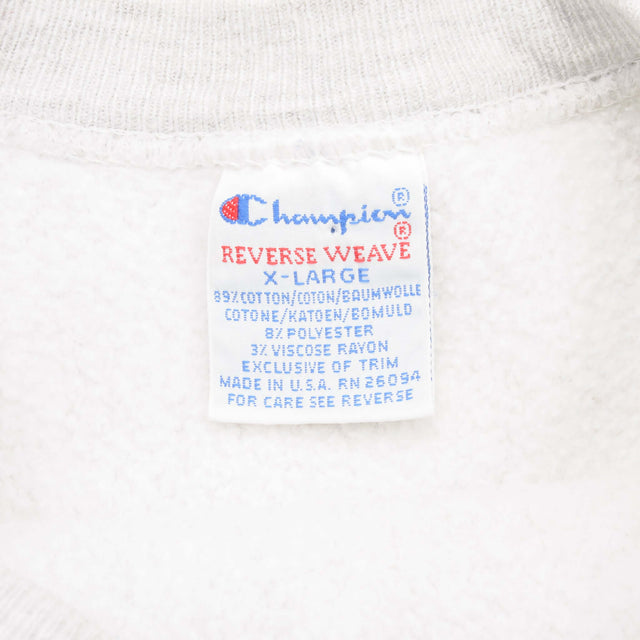 Champion®
REVERSE WEAVE®
X-LARGE
89% COTTON/COTON/BAUMWOLLE
COTONE/KATOEN/BOMULD
8% POLYESTER
3% VISCOSE RAYON
EXCLUSIVE OF TRIM
MADE IN U.S.A. RN 26094
FOR CARE SEE REVERSE